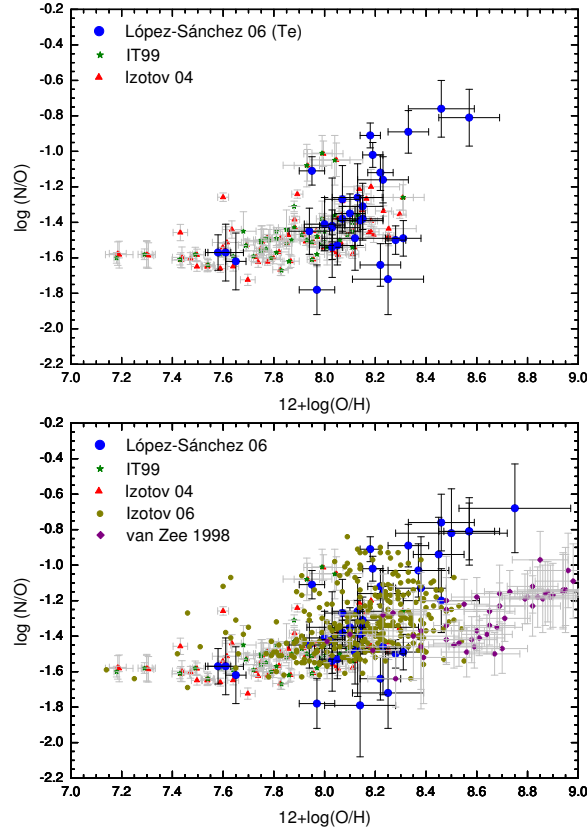 -0.2
López-Sánchez 06 (Te)
-0.4
IT99
-0.6
Izotov 04
-0.8
-1.0
log (N/O)
-1.2
-1.4
-1.6
-1.8
-2.0
-2.2
7.0 7.2 7.4 7.6 7.8 8.0 8.2 8.4 8.6 8.8 9.0
12+log(O/H)
-0.2
López-Sánchez 06
-0.4
IT99
Izotov 04
-0.6
Izotov 06
van Zee 1998
-0.8
-1.0
log (N/O)
-1.2
-1.4
-1.6
-1.8
-2.0
-2.2
7.0 7.2 7.4 7.6 7.8 8.0 8.2 8.4 8.6 8.8 9.0
12+log(O/H)